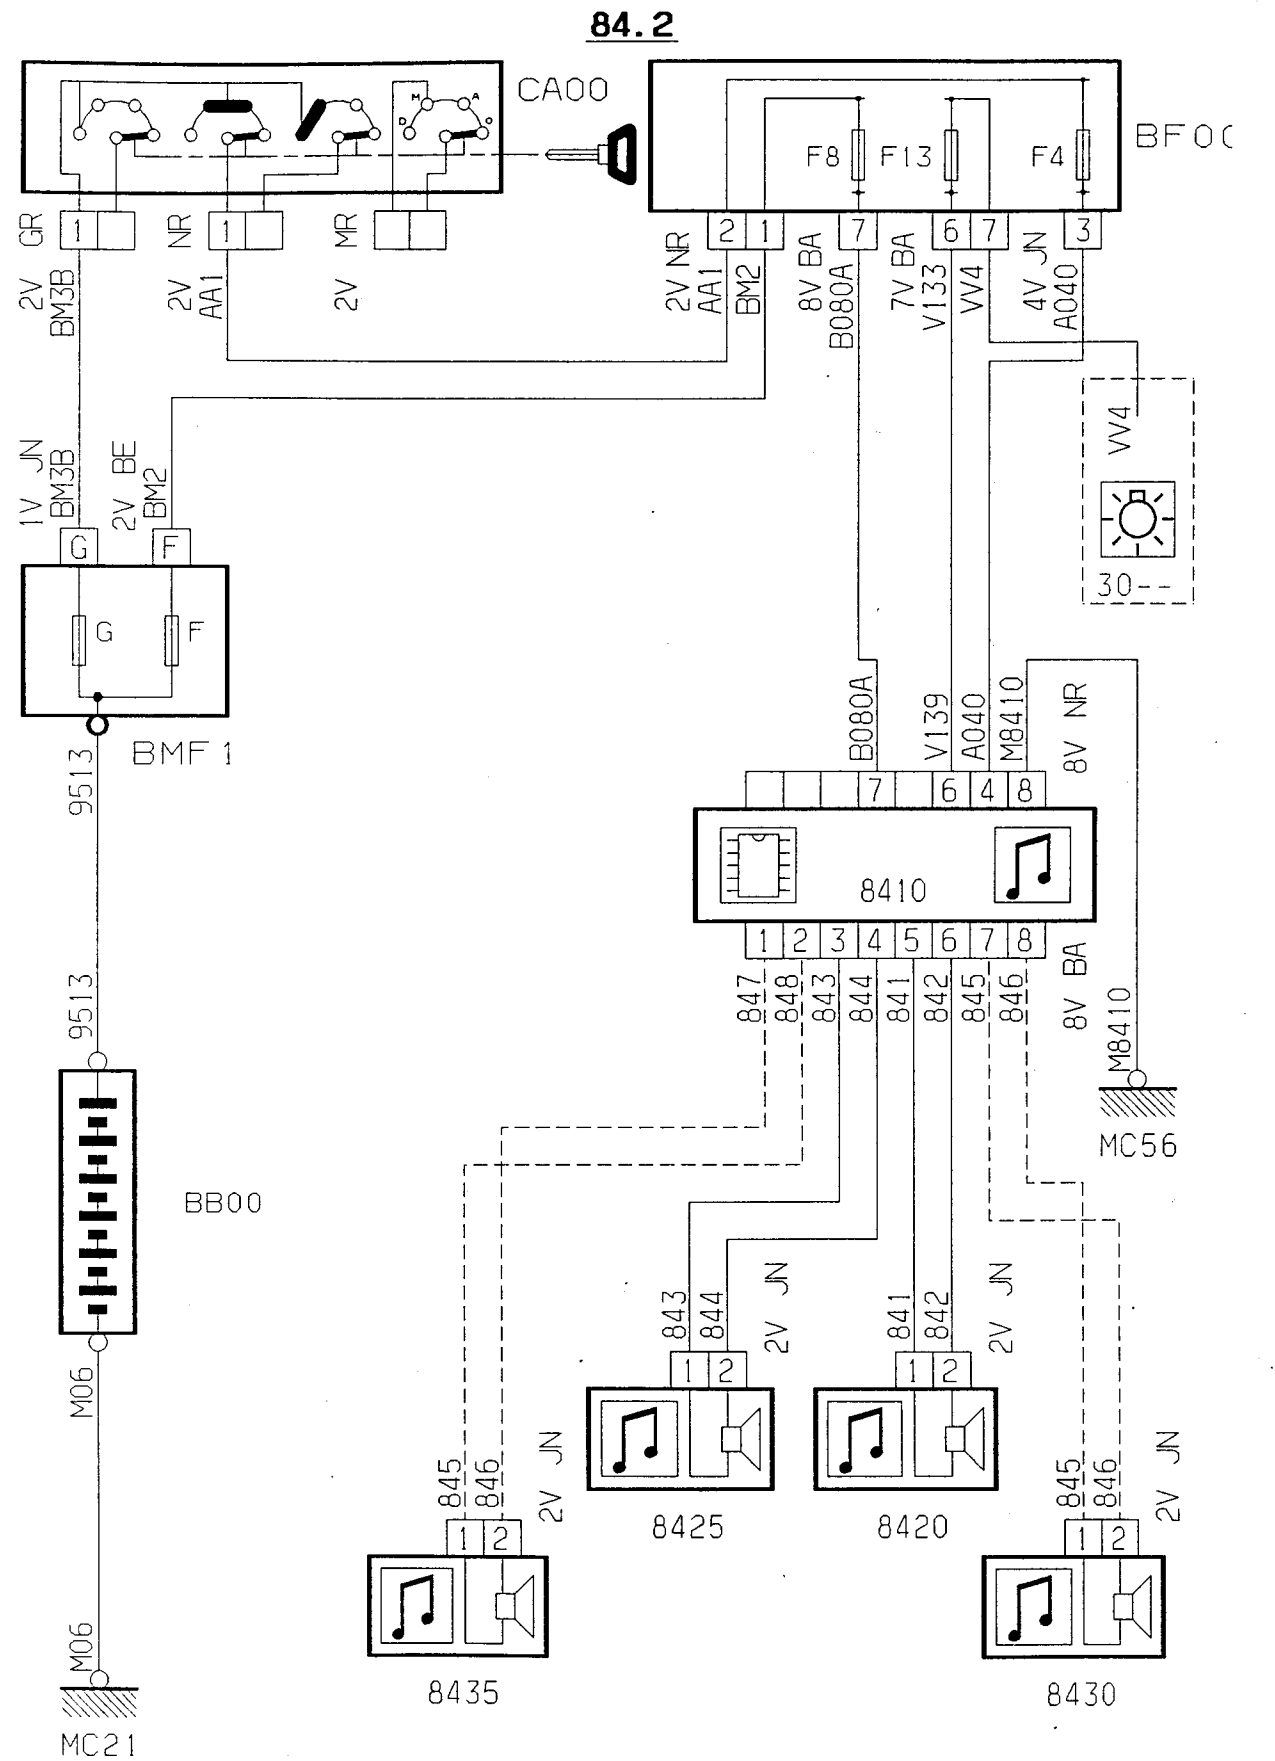 84.2
CA00
M
A
D
O
BF00
F8
F13
F4
GR
1
NR
1
MR
2V NR
2
1
8V BA
7
7V BA
6
7
4V JN
3
2V
BM3B
2V
AA1
2V
AA1
BM2
B080A
V133
VV4
A040
VV4
30--
1V JN
BM3B
2V BE
BM2
G
F
G
F
BMF1
9513
9513
BB00
M06
M06
MC21
B080A
V139
A040
M8410
8V NR
7
6
4
8
8410
1
2
3
4
5
6
7
8
847
848
843
844
841
842
845
846
8V BA
M8410
MC56
843
844
2V JN
1
2
8425
841
842
2V JN
1
2
8420
845
846
2V JN
1
2
8435
845
846
2V JN
1
2
8430